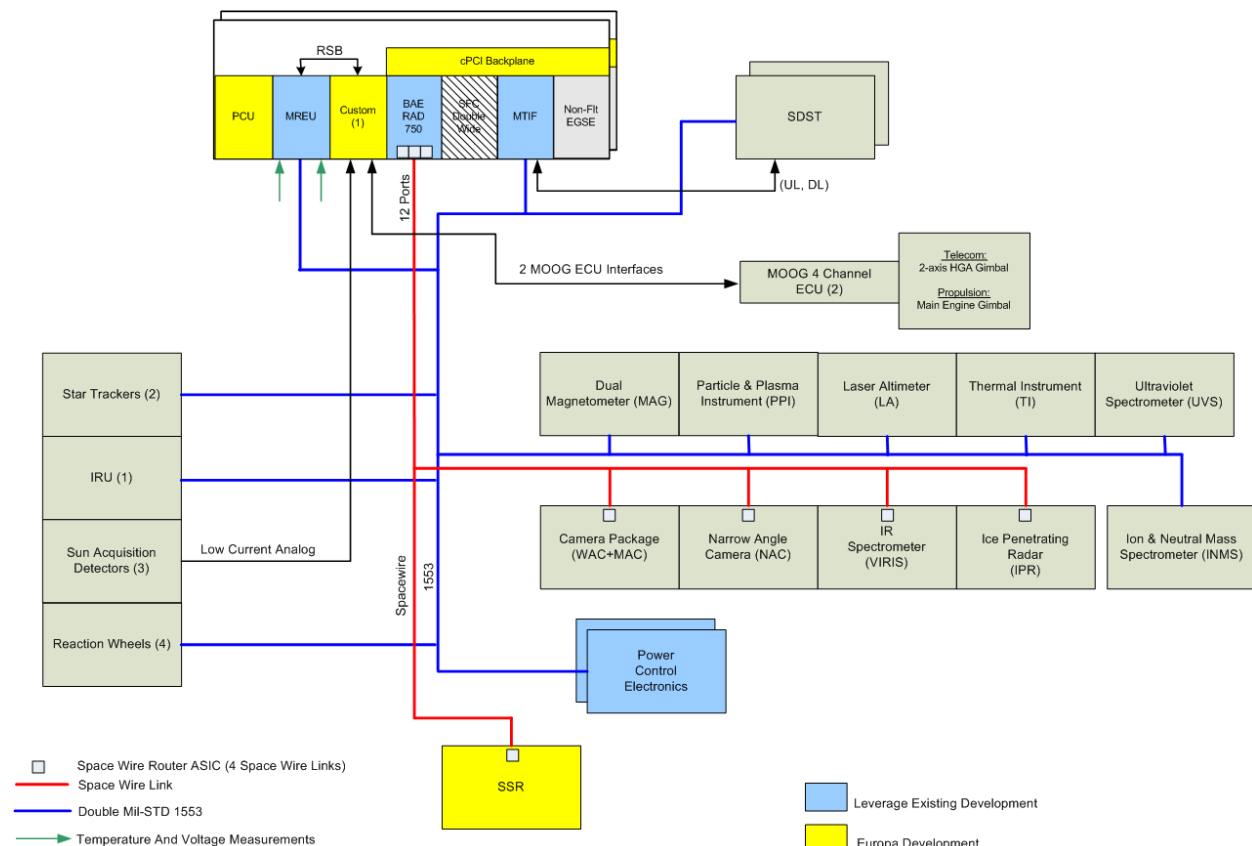 RSB
cPCI Backplane
PCU
MREU
Custom
(1)
BAE
RAD
750
SFC
Double
Wide
MTIF
Non-Flt
EGSE
SDST
12 Ports
(UL, DL)
2 MOOG ECU Interfaces
MOOG 4 Channel
ECU (2)
Telecom:
2-axis HGA Gimbal
Propulsion:
Main Engine Gimbal
Star Trackers (2)
IRU (1)
Sun Acquisition
Detectors (3)
Reaction Wheels (4)
Low Current Analog
Spacewire
1553
Dual
Magnetometer (MAG)
Particle & Plasma
Instrument (PPI)
Laser Altimeter
(LA)
Thermal Instrument
(TI)
Ultraviolet
Spectrometer (UVS)
Camera Package
(WAC+MAC)
Narrow Angle
Camera (NAC)
IR
Spectrometer
(VIRIS)
Ice Penetrating
Radar
(IPR)
Ion & Neutral Mass
Spectrometer (INMS)
Power
Control
Electronics
SSR
Space Wire Router ASIC (4 Space Wire Links)
Space Wire Link
Double Mil-STD 1553
Temperature And Voltage Measurements
Leverage Existing Development
Europa Development